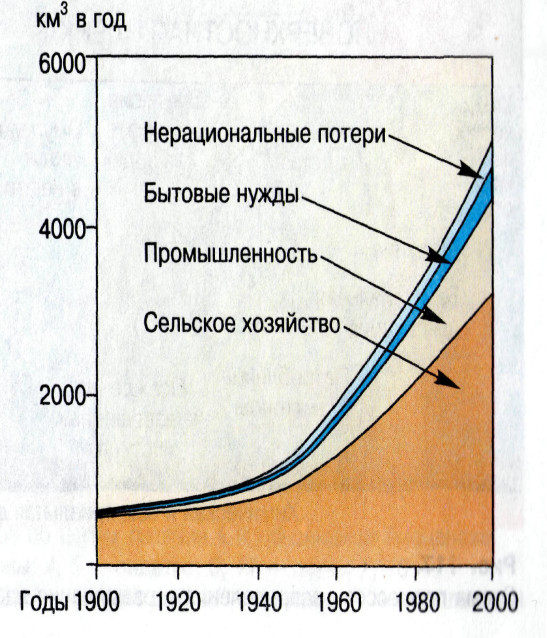 км³ в год
6000
Нерациональные потери
Бытовые нужды
4000
Промышленность
Сельское хозяйство
2000
Годы 1900 1920 1940 1960 1980 2000